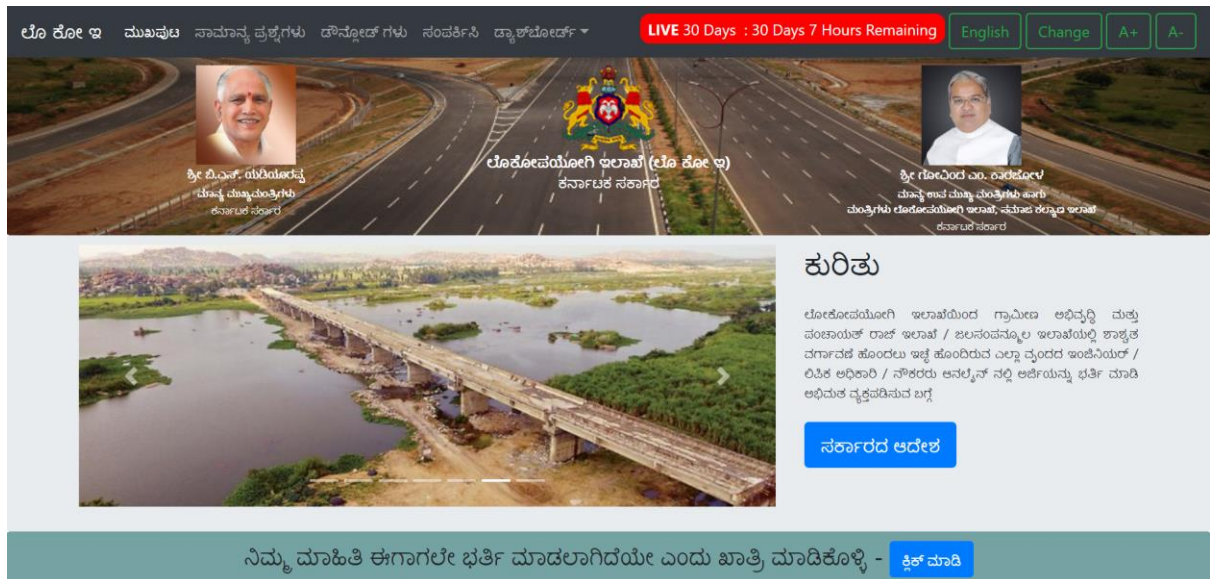 ಲೊ ಕೋ ಇ ಮುಖಪುಟ ಸಾಮಾನ್ಯ ಪ್ರಶ್ನೆಗಳು ಡೌನ್ಲೋಡ್ ಗಳು ಸಂಪರ್ಕಿಸಿ ಡ್ಯಾಶ್‌ಬೋರ್ಡ್ LIVE 30 Days : 30 Days 7 Hours Remaining English Change A+ A-
ಲೊಕೋಪಯೋಗಿ ಇಲಾಖೆ (ಲೊ ಕೋ ಇ)
ಕರ್ನಾಟಕ ಸರ್ಕಾರ
ಶ್ರೀ ಬಿ.ಎಸ್. ಯಡಿಯೂರಪ್ಪ
ಮಾನ್ಯ ಮುಖ್ಯಮಂತ್ರಿಗಳು
ಕರ್ನಾಟಕ ಸರ್ಕಾರ
ಶ್ರೀ ಗೋವಿಂದ ಎಂ. ಕಾರಜೋಳ
ಮಾನ್ಯ ಉಪ ಮುಖ್ಯ ಮಂತ್ರಿಗಳು ಹಾಗು
ಮಂತ್ರಿಗಳು ಲೊಕೋಪಯೋಗಿ ಇಲಾಖೆ, ಸಮಾಜ ಕಲ್ಯಾಣ ಇಲಾಖೆ
ಕರ್ನಾಟಕ ಸರ್ಕಾರ
ಕುರಿತು
ಲೋಕೋಪಯೋಗಿ ಇಲಾಖೆಯಿಂದ ಗ್ರಾಮೀಣ ಅಭಿವೃದ್ಧಿ ಮತ್ತು
ಪಂಚಾಯತ್ ರಾಜ್ ಇಲಾಖೆ / ಜಲಸಂಪನ್ಮೂಲ ಇಲಾಖೆಯಲ್ಲಿ ಶಾಶ್ವತ
ವರ್ಗಾವಣೆ ಹೊಂದಲು ಇಚ್ಛೆ ಹೊಂದಿರುವ ಎಲ್ಲಾ ವೃಂದದ ಇಂಜಿನಿಯರ್ /
ಲಿಪಿಕ ಅಧಿಕಾರಿ / ನೌಕರರು ಆನಲೈನ್ ನಲ್ಲಿ ಅರ್ಜಿಯನ್ನು ಭರ್ತಿ ಮಾಡಿ
ಅಭಿಮತ ವ್ಯಕ್ತಪಡಿಸುವ ಬಗ್ಗೆ
ಸರ್ಕಾರದ ಆದೇಶ
ನಿಮ್ಮ ಮಾಹಿತಿ ಈಗಾಗಲೇ ಭರ್ತಿ ಮಾಡಲಾಗಿದೆಯೇ ಎಂದು ಖಾತ್ರಿ ಮಾಡಿಕೊಳ್ಳಿ - ಕ್ಲಿಕ್ ಮಾಡಿ